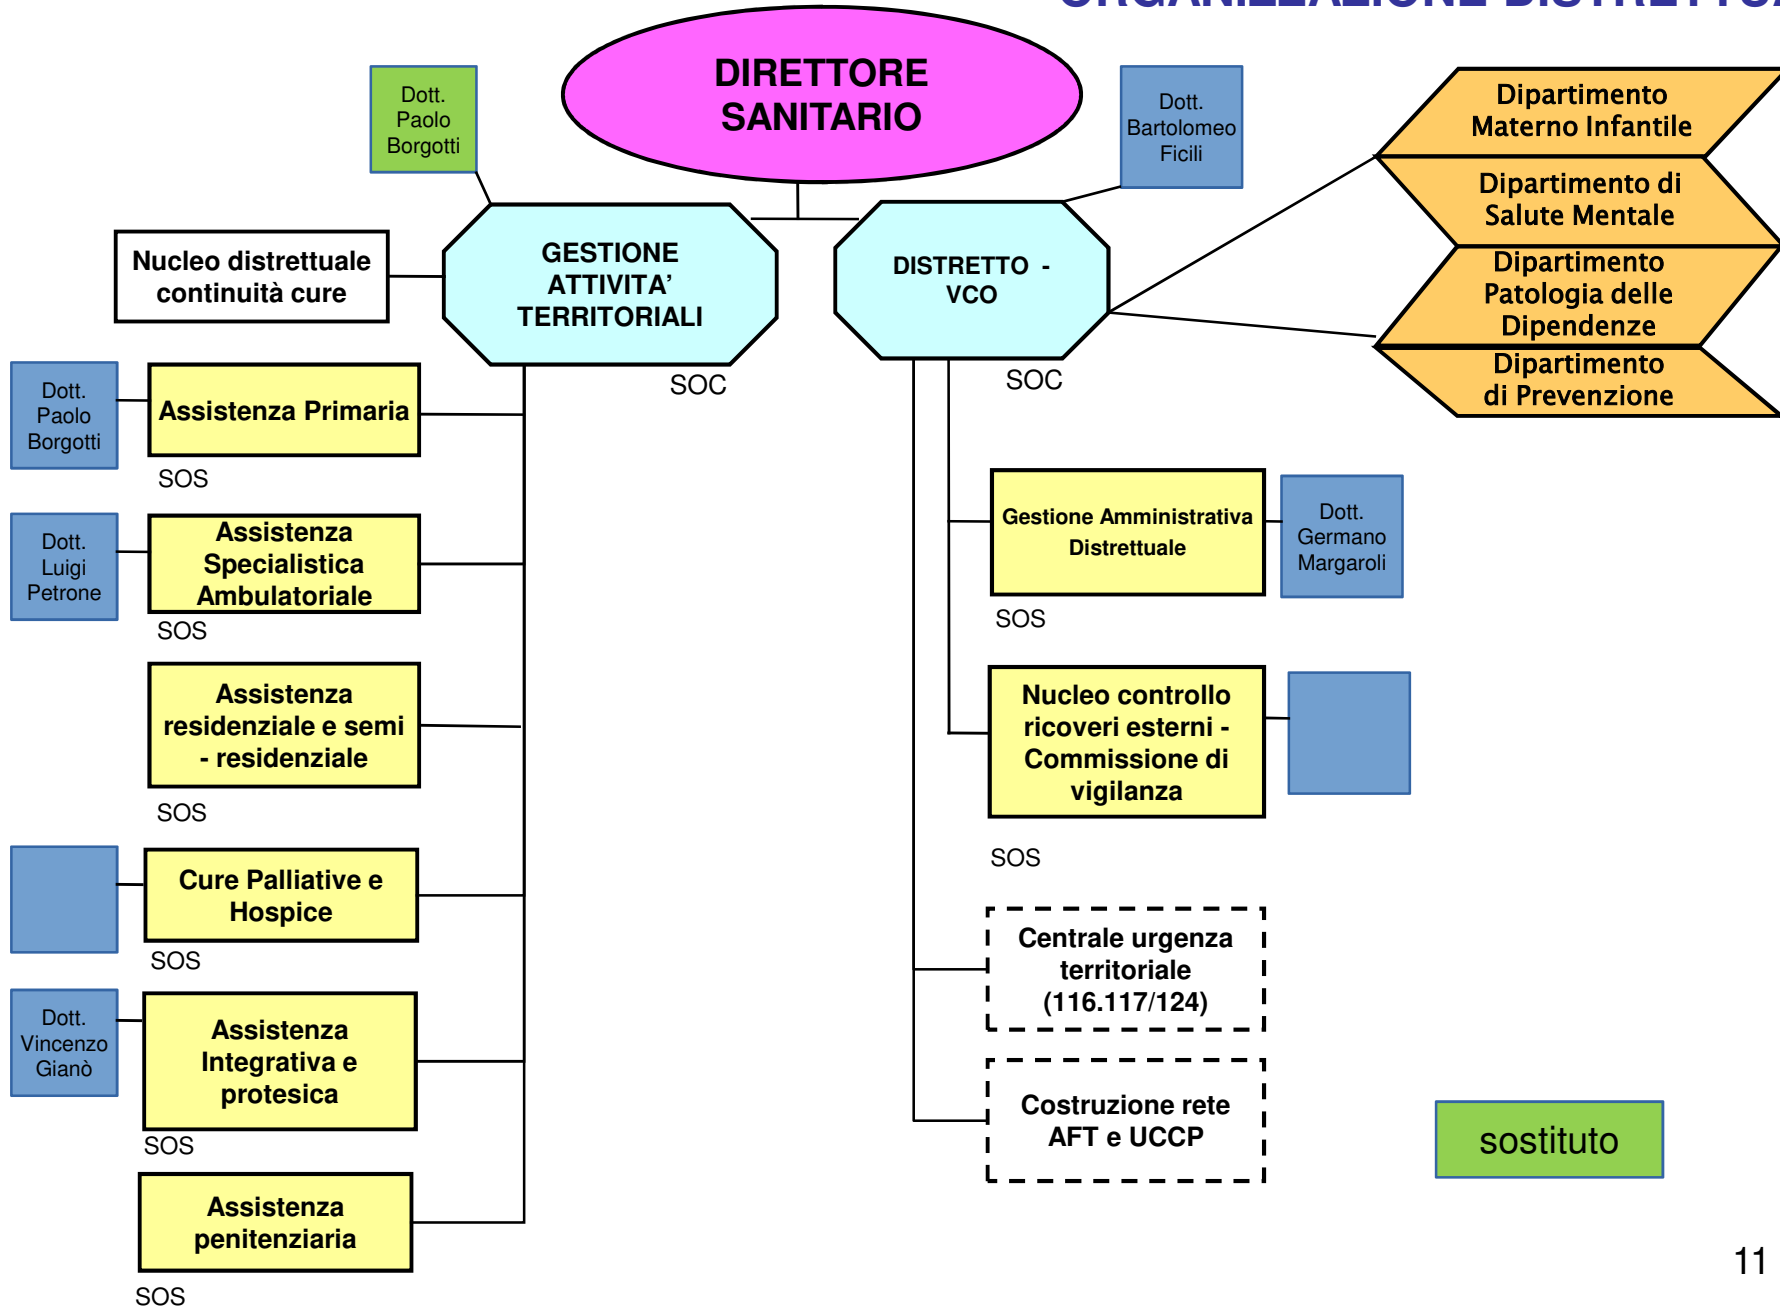 DIRETTORE
SANITARIO
Dott.
Paolo
Borgotti
Dott.
Bartolomeo
Ficili
Dipartimento
Materno Infantile
Dipartimento di
Salute Mentale
Dipartimento
Patologia delle
Dipendenze
Dipartimento
di Prevenzione
Nucleo distrettuale
continuità cure
GESTIONE
ATTIVITA’
TERRITORIALI
SOC
DISTRETTO -
VCO
SOC
Dott.
Paolo
Borgotti
Assistenza Primaria
SOS
Dott.
Luigi
Petrone
Assistenza
Specialistica
Ambulatoriale
SOS
Assistenza
residenziale e semi
- residenziale
SOS
Cure Palliative e
Hospice
SOS
Dott.
Vincenzo
Gianò
Assistenza
Integrativa e
protesica
SOS
Assistenza
penitenziaria
SOS
Gestione Amministrativa
Distrettuale
Dott.
Germano
Margaroli
SOS
Nucleo controllo
ricoveri esterni -
Commissione di
vigilanza
SOS
Centrale urgenza
territoriale
(116.117/124)
Costruzione rete
AFT e UCCP
sostituto
11